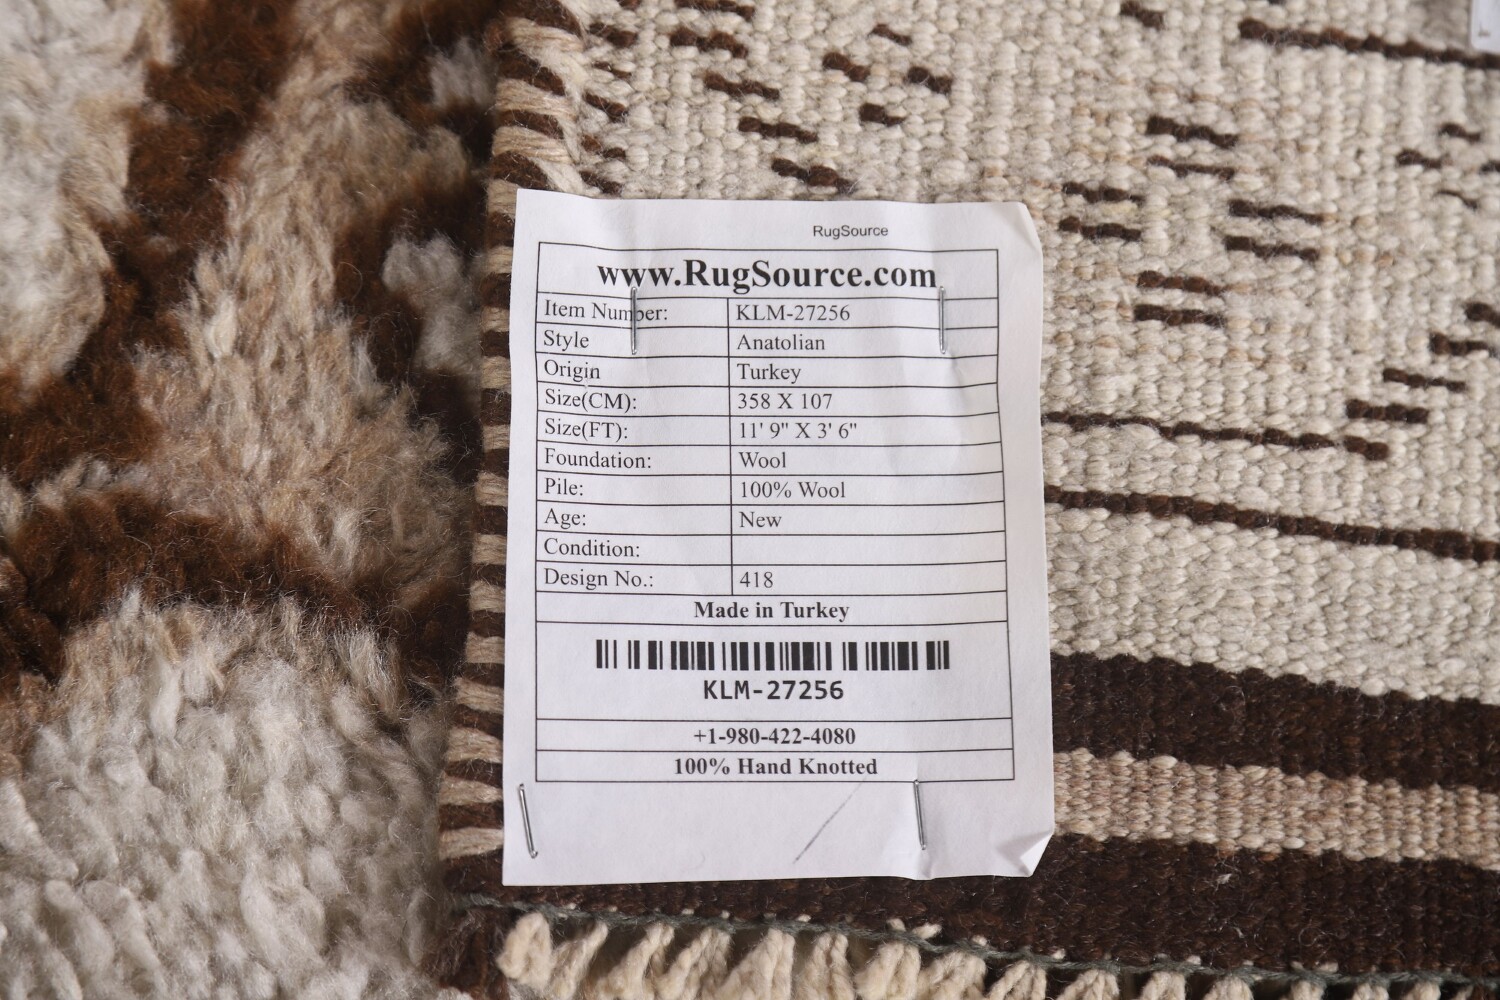 RugSource
www.RugSource.com
Item Number: KLM-27256
Style Anatolian
Origin Turkey
Size(CM): 358 X 107
Size(FT): 11' 9" X 3' 6"
Foundation: Wool
Pile: 100% Wool
Age: New
Condition:
Design No.: 418
Made in Turkey
KLM-27256
+1-980-422-4080
100% Hand Knotted